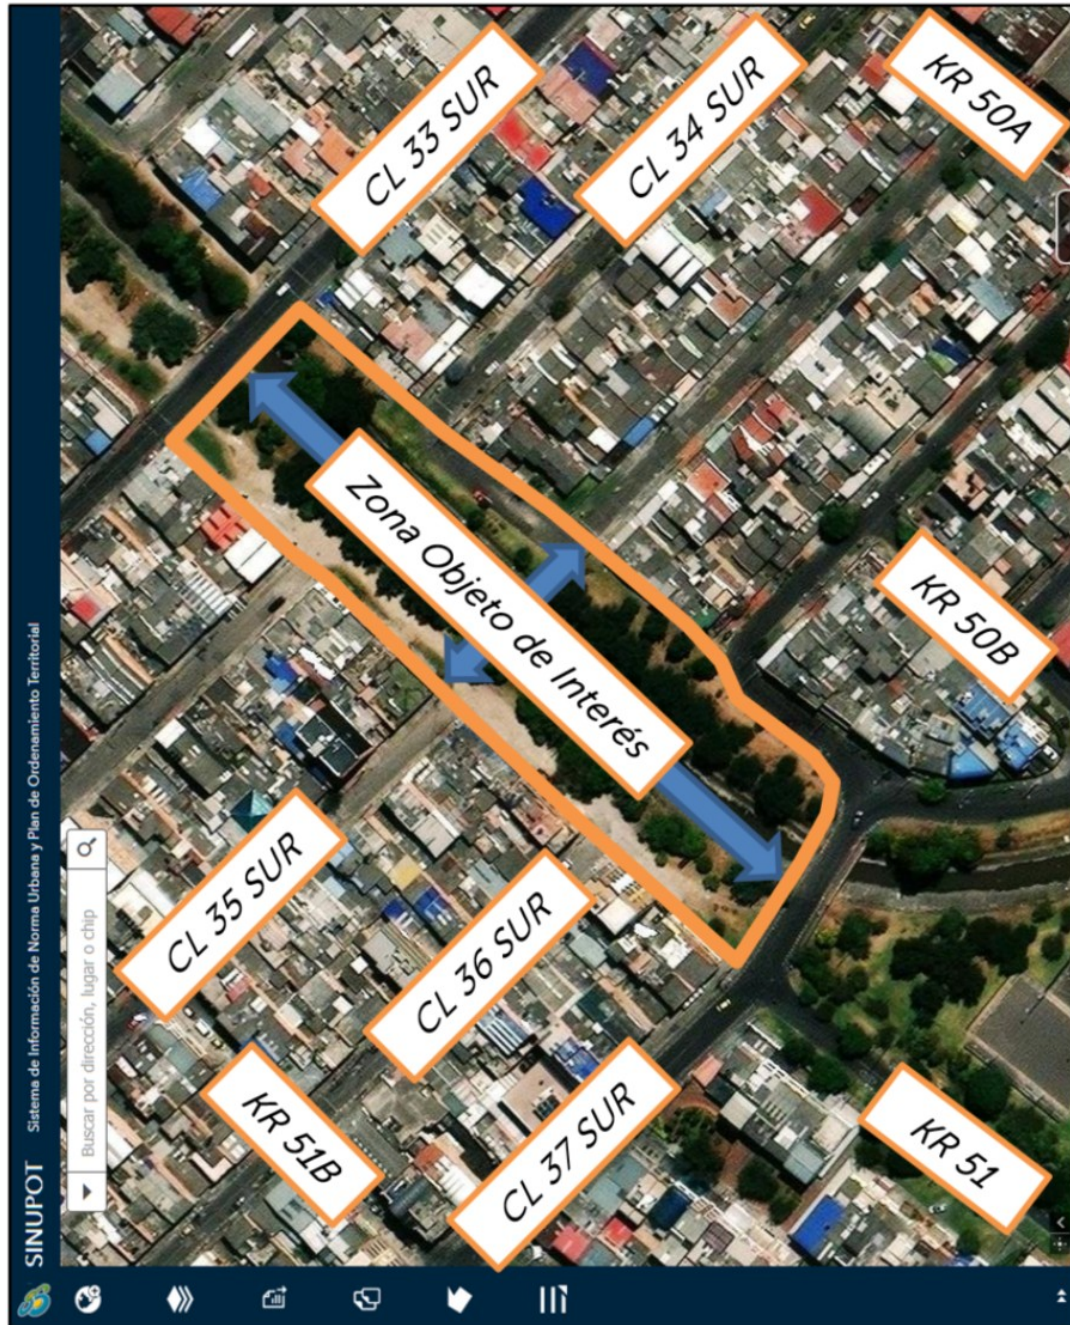 SINUPOT
Sistema de Información de Norma Urbana y Plan de Ordenamiento Territorial
Buscar por dirección, lugar o chip
CL 33 SUR
CL 34 SUR
KR 50A
Zona Objeto de Interés
CL 35 SUR
CL 36 SUR
KR 50B
KR 51B
CL 37 SUR
KR 51